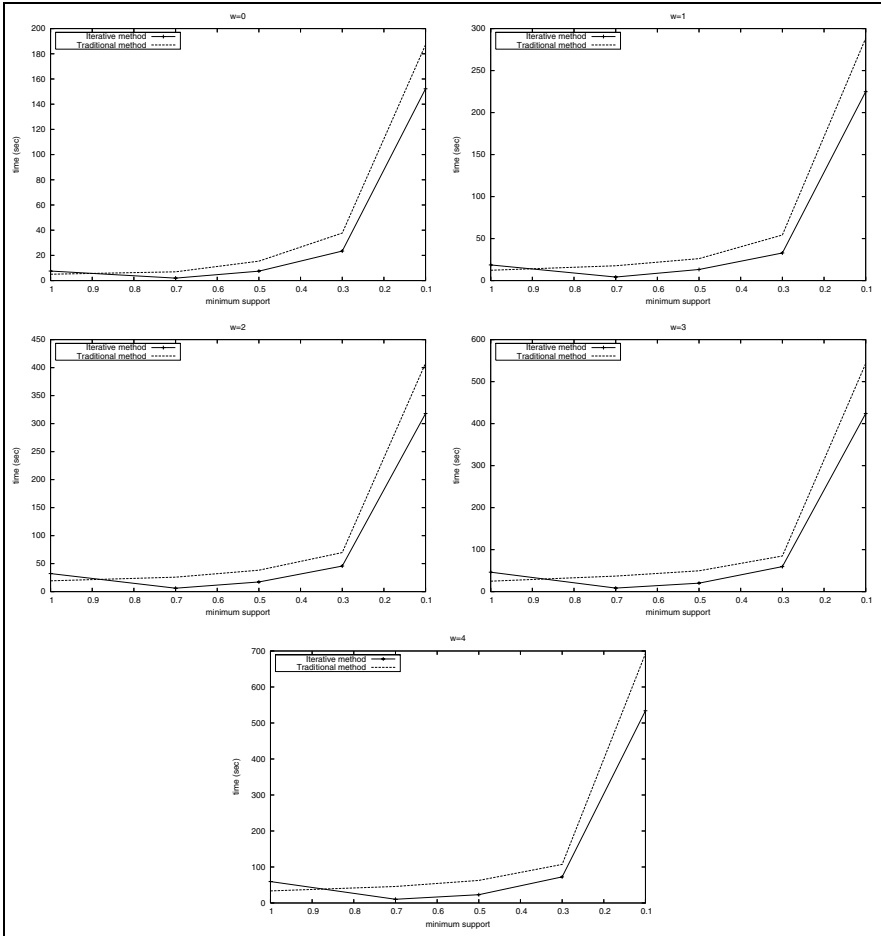 w=0
Iterative method
Traditional method
200
180
160
140
120
100
80
60
40
20
0
time (sec)
1 0.9 0.8 0.7 0.6 0.5 0.4 0.3 0.2 0.1
minimum support
w=1
Iterative method
Traditional method
300
250
200
150
100
50
0
time (sec)
1 0.9 0.8 0.7 0.6 0.5 0.4 0.3 0.2 0.1
minimum support
w=2
Iterative method
Traditional method
450
400
350
300
250
200
150
100
50
0
time (sec)
1 0.9 0.8 0.7 0.6 0.5 0.4 0.3 0.2 0.1
minimum support
w=3
Iterative method
Traditional method
600
500
400
300
200
100
0
time (sec)
1 0.9 0.8 0.7 0.6 0.5 0.4 0.3 0.2 0.1
minimum support
w=4
Iterative method
Traditional method
700
600
500
400
300
200
100
0
time (sec)
1 0.9 0.8 0.7 0.6 0.5 0.4 0.3 0.2 0.1
minimum support